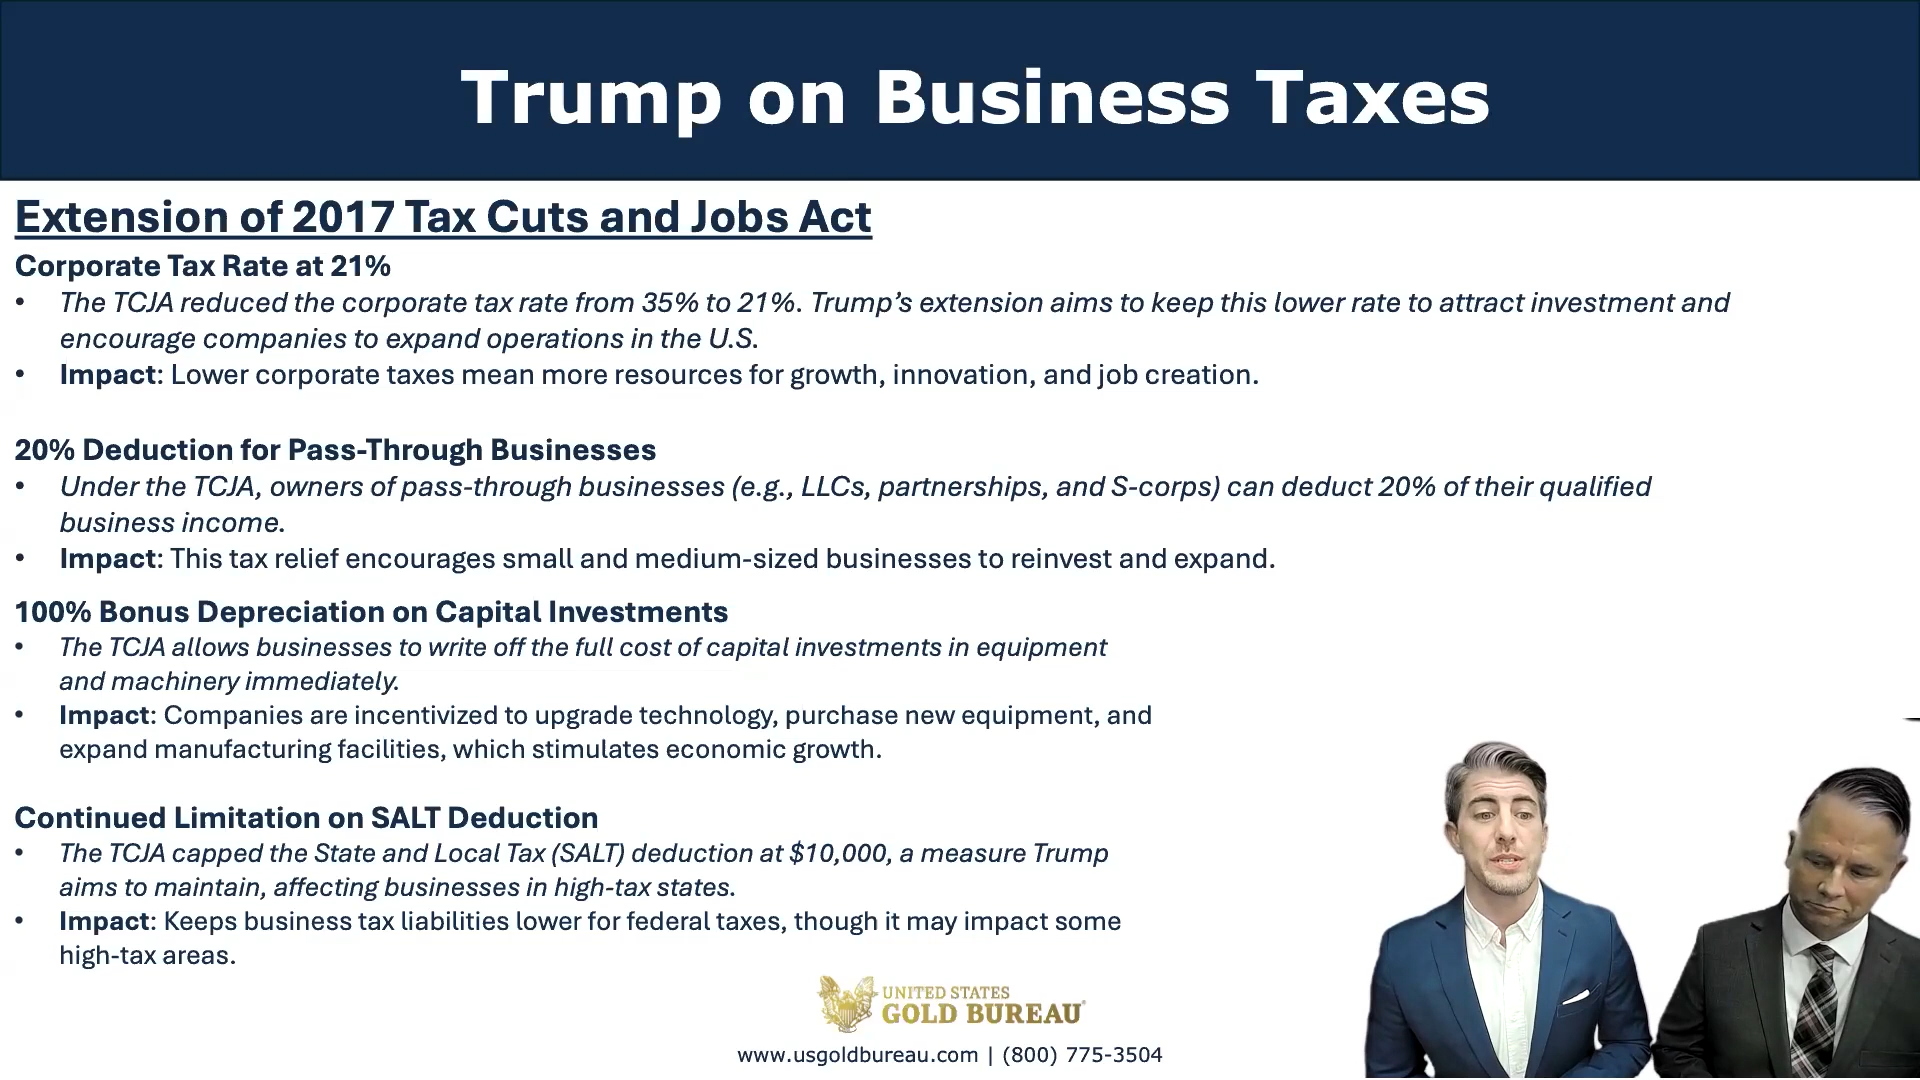 Trump on Business Taxes
Extension of 2017 Tax Cuts and Jobs Act
Corporate Tax Rate at 21%
• The TCJA reduced the corporate tax rate from 35% to 21%. Trump’s extension aims to keep this lower rate to attract investment and
encourage companies to expand operations in the U.S.
• Impact: Lower corporate taxes mean more resources for growth, innovation, and job creation.
20% Deduction for Pass-Through Businesses
• Under the TCJA, owners of pass-through businesses (e.g., LLCs, partnerships, and S-corps) can deduct 20% of their qualified
business income.
• Impact: This tax relief encourages small and medium-sized businesses to reinvest and expand.
100% Bonus Depreciation on Capital Investments
• The TCJA allows businesses to write off the full cost of capital investments in equipment
and machinery immediately.
• Impact: Companies are incentivized to upgrade technology, purchase new equipment, and
expand manufacturing facilities, which stimulates economic growth.
Continued Limitation on SALT Deduction
• The TCJA capped the State and Local Tax (SALT) deduction at $10,000, a measure Trump
aims to maintain, affecting businesses in high-tax states.
• Impact: Keeps business tax liabilities lower for federal taxes, though it may impact some
high-tax areas.
UNITED STATES
GOLD BUREAU
www.usgoldbureau.com | (800) 775-3504